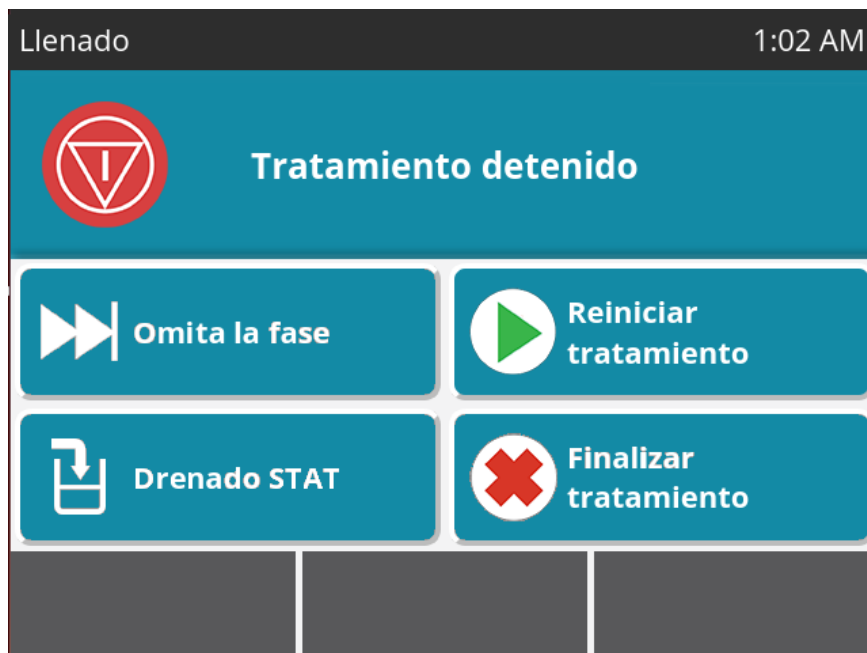 Llenado
1:02 AM
Tratamiento detenido
Omita la fase
Reiniciar
tratamiento
Drenado STAT
Finalizar
tratamiento